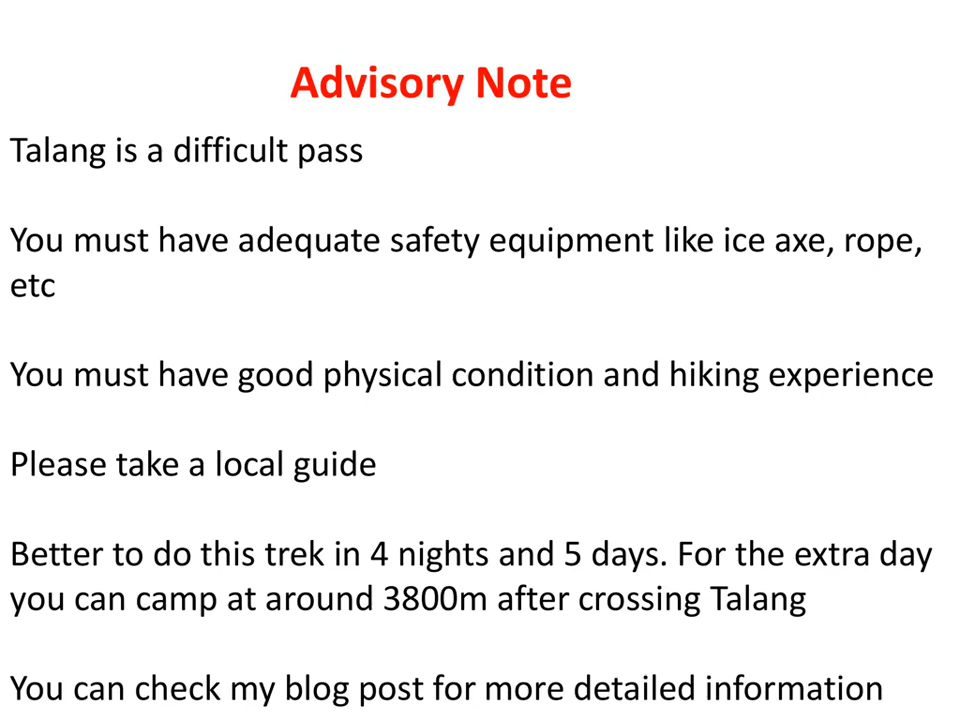 Advisory Note
Talang is a difficult pass
You must have adequate safety equipment like ice axe, rope,
etc
You must have good physical condition and hiking experience
Please take a local guide
Better to do this trek in 4 nights and 5 days. For the extra day
you can camp at around 3800m after crossing Talang
You can check my blog post for more detailed information